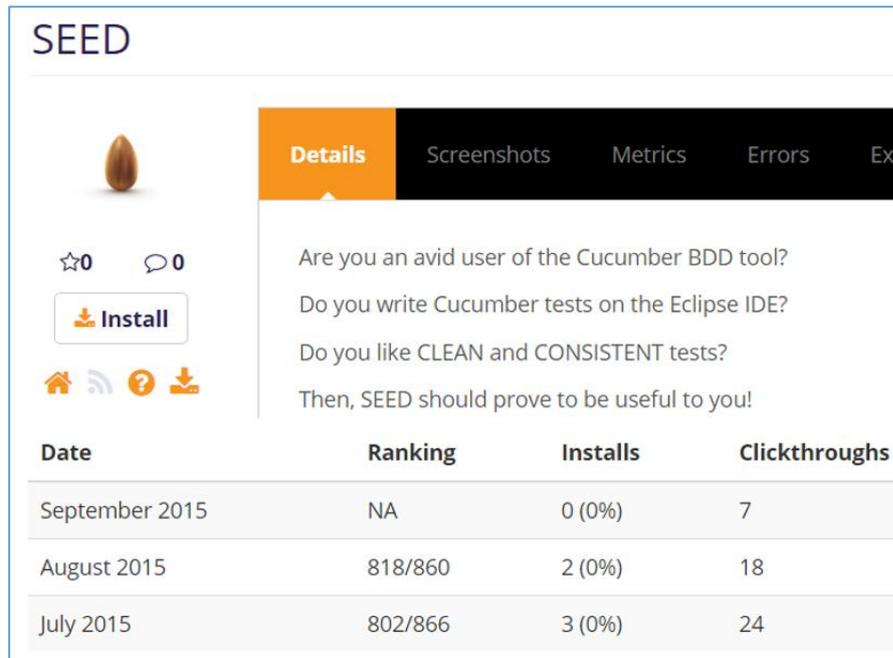 SEED
Details Screenshots Metrics Errors Ex
0 0
Install
Are you an avid user of the Cucumber BDD tool?
Do you write Cucumber tests on the Eclipse IDE?
Do you like CLEAN and CONSISTENT tests?
Then, SEED should prove to be useful to you!
Date Ranking Installs Clickthroughs
September 2015 NA 0 (0%) 7
August 2015 818/860 2 (0%) 18
July 2015 802/866 3 (0%) 24